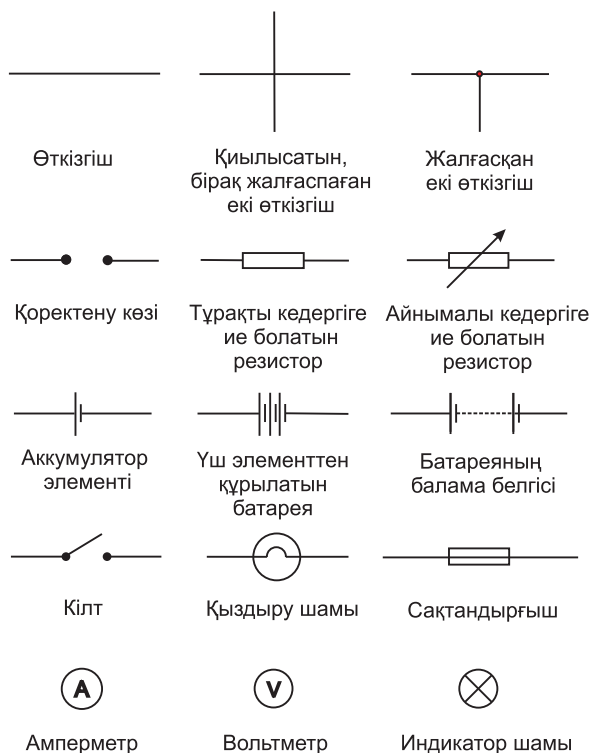 Өткізгіш
Қиылысатын,
бірақ жалғаспаған
екі өткізгіш
Жалғасқан
екі өткізгіш
Қоректену көзі
Тұрақты кедергіге
ие болатын
резистор
Айнымалы кедергіге
ие болатын
резистор
Аккумулятор
элементі
Үш элементтен
құрылатын
батарея
Батареяның
балама белгісі
Кілт
Қыздыру шамы
Сақтандырғыш
A
V
Амперметр
Вольтметр
Индикатор шамы